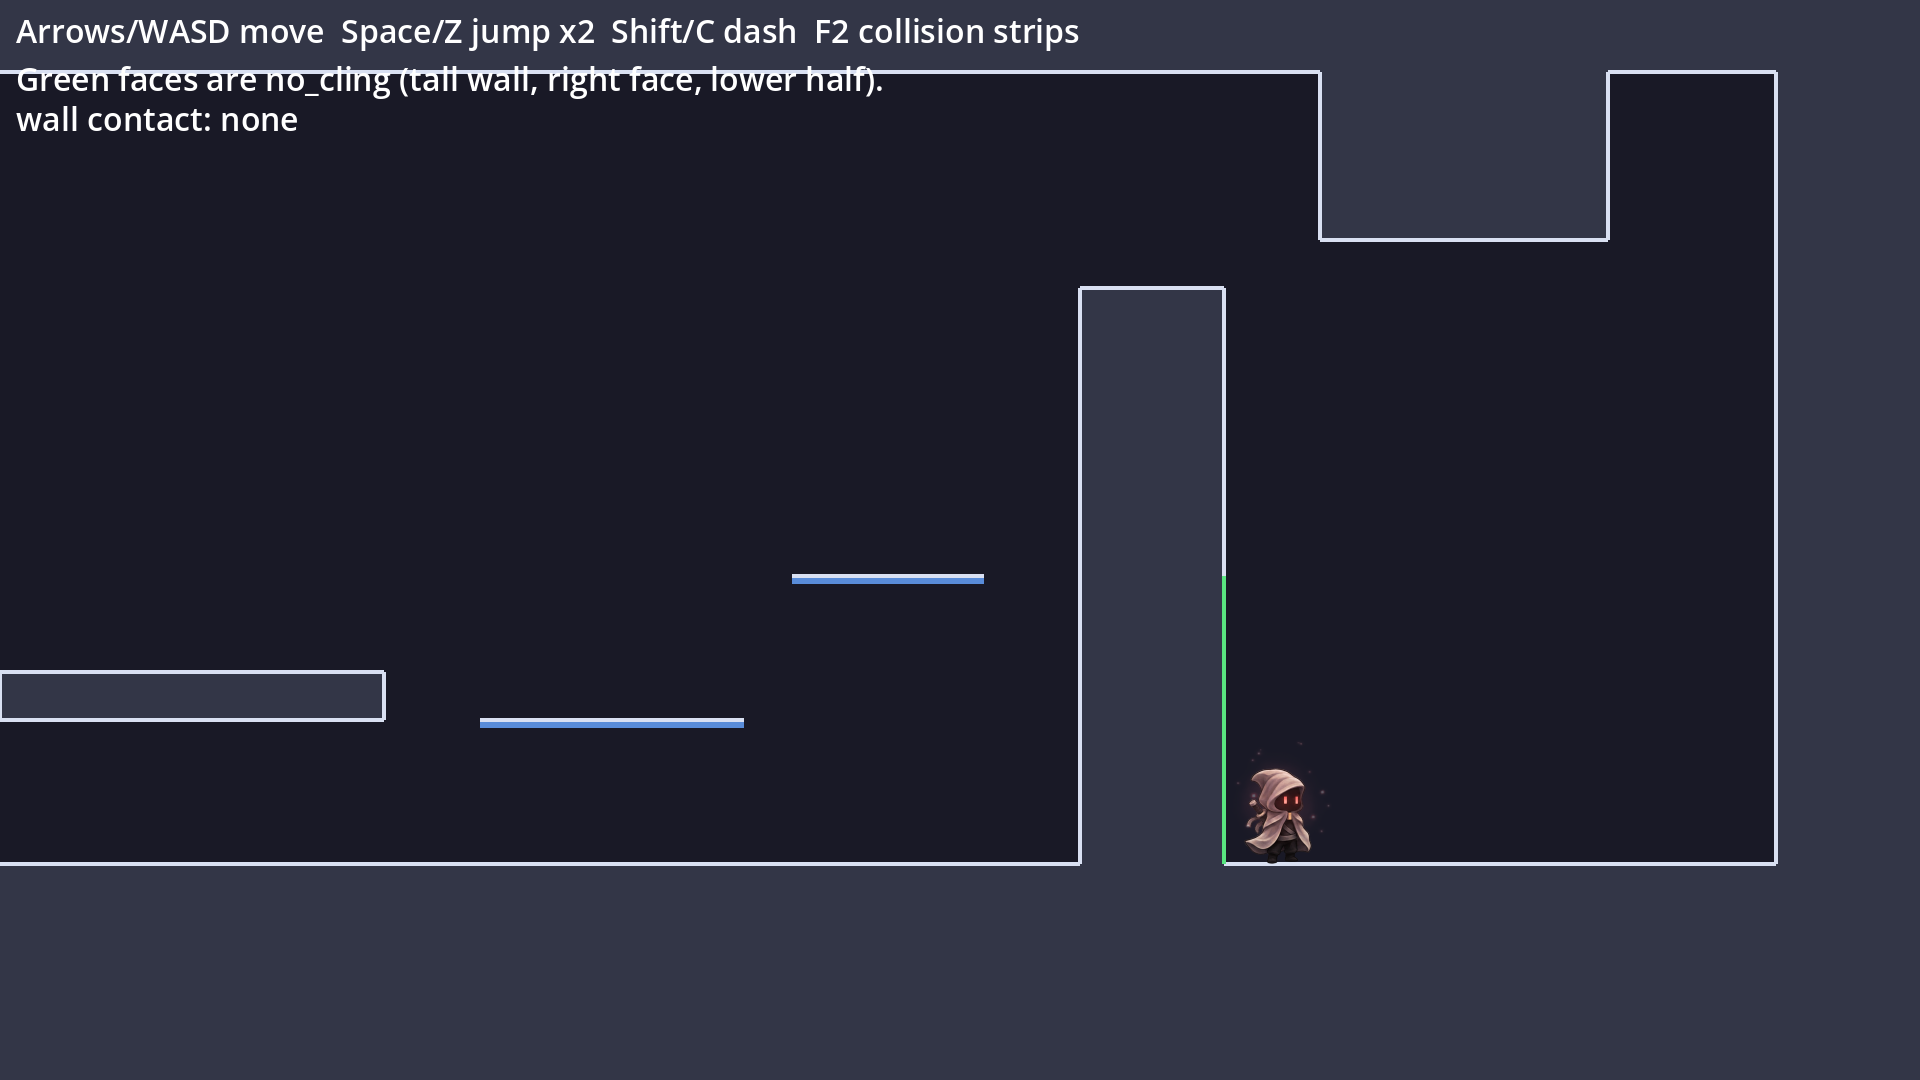 Arrows/WASD move  Space/Z jump x2  Shift/C dash  F2 collision strips
Green faces are no_cling (tall wall, right face, lower half).
wall contact: none